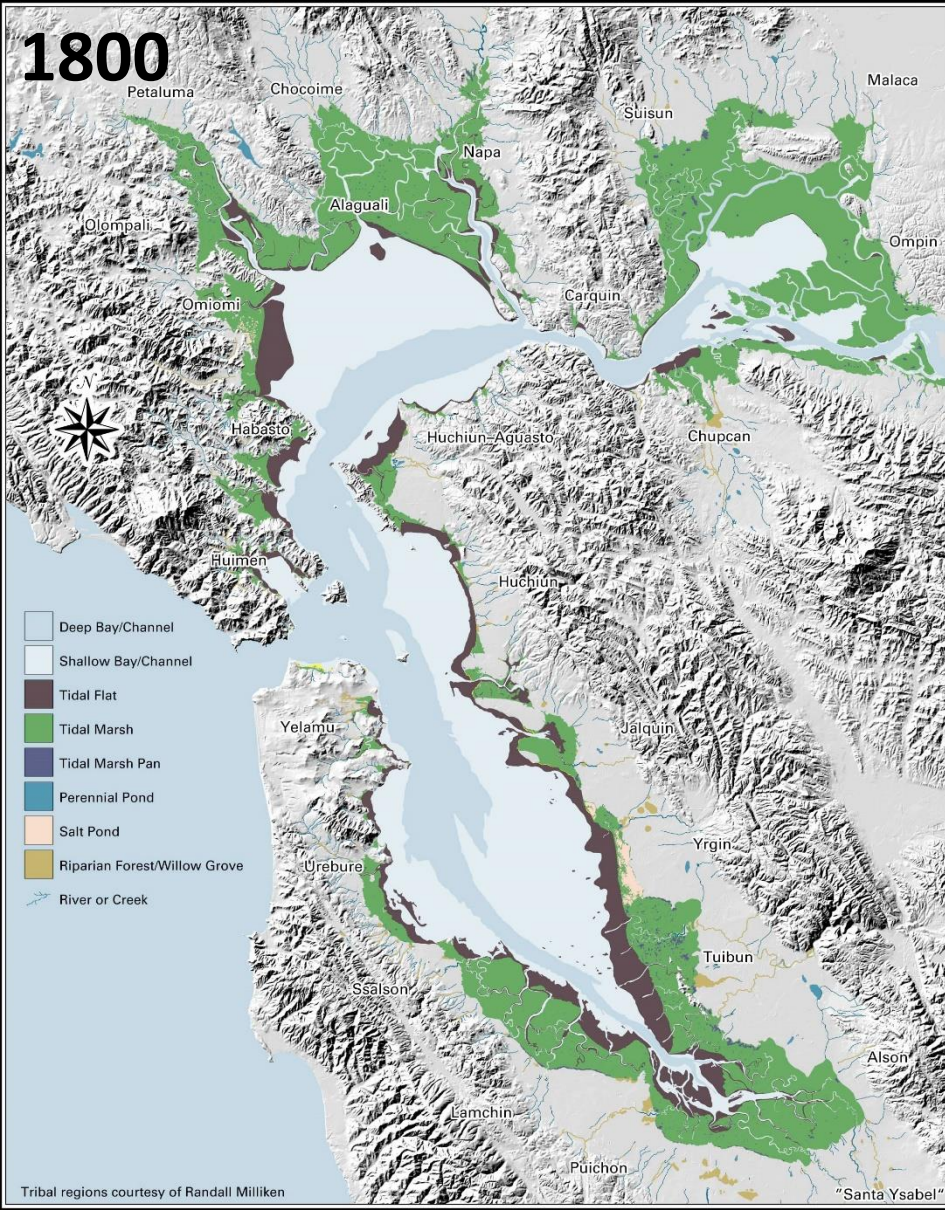 1800
Petaluma
Chocoime
Malaca
Suisun
Napa
Alaguali
Olompali
Ompin
Omiomi
Carquin
N
Habasto
Huchiun-Aguasto
Chupcan
Huimen
Huchiun
Deep Bay/Channel
Shallow Bay/Channel
Tidal Flat
Tidal Marsh
Tidal Marsh Pan
Perennial Pond
Salt Pond
Riparian Forest/Willow Grove
River or Creek
Yelamu
Jalquin
Yrgin
Urebure
Tuibun
Ssalson
Alson
Lamchin
Puichon
"Santa Ysabel"
Tribal regions courtesy of Randall Milliken